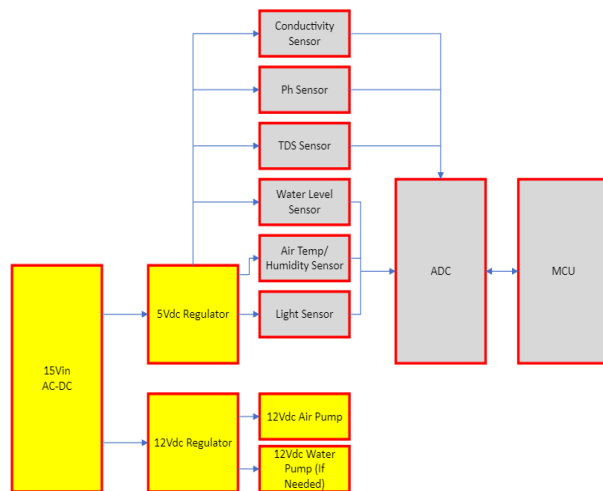 Conductivity
Sensor
Ph Sensor
TDS Sensor
Water Level
Sensor
Air Temp/
Humidity Sensor
Light Sensor
ADC
MCU
5Vdc Regulator
15Vin
AC-DC
12Vdc Regulator
12Vdc Air Pump
12Vdc Water
Pump (If
Needed)